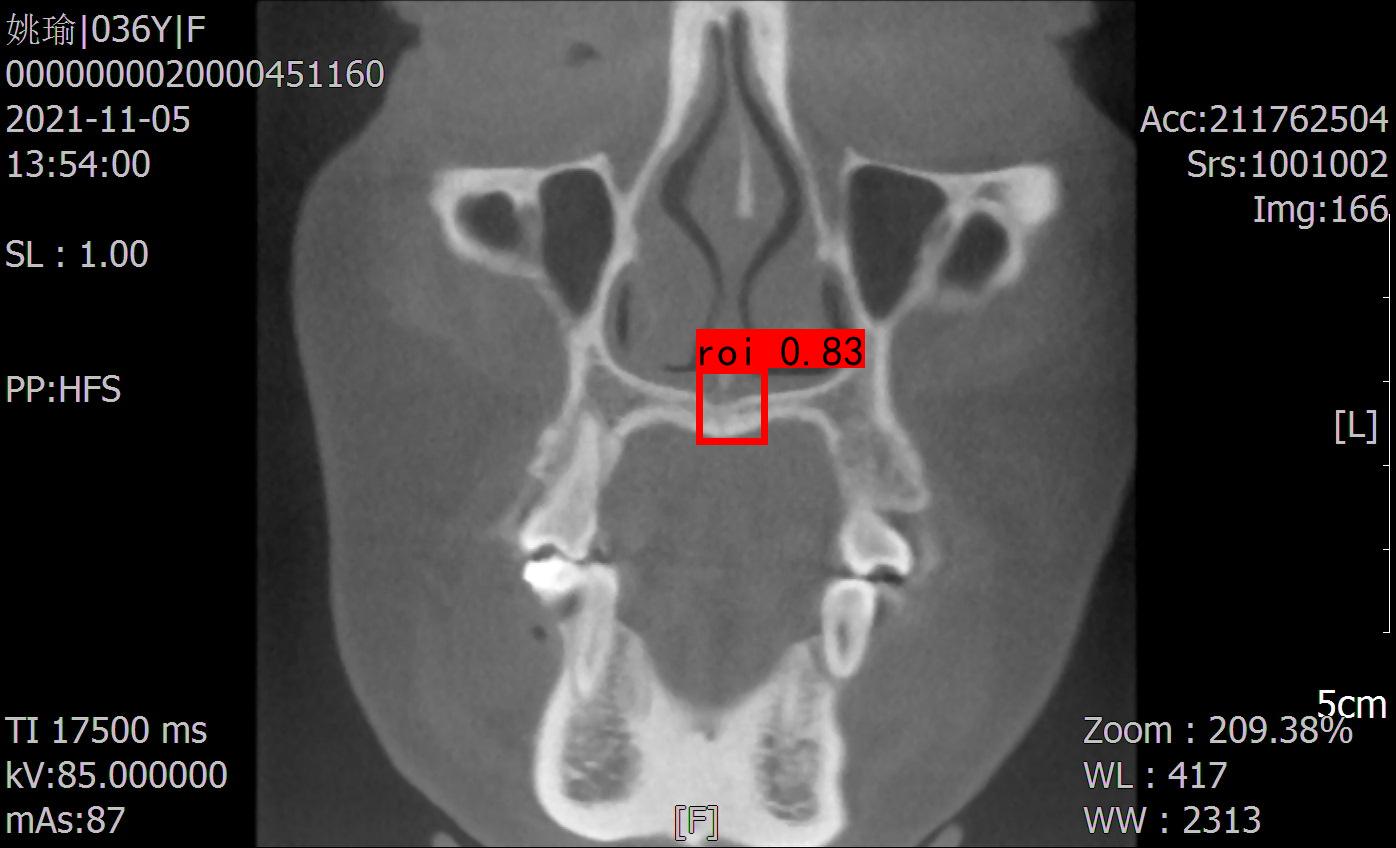 姚瑜|036Y|F
0000000020000451160
2021-11-05
13:54:00
SL : 1.00
PP:HFS
TI 17500 ms
kV:85.000000
mAs:87
roi 0.83
[F]
Acc:211762504
Srs:1001002
Img:166
[L]
5cm
Zoom : 209.38%
WL : 417
WW : 2313